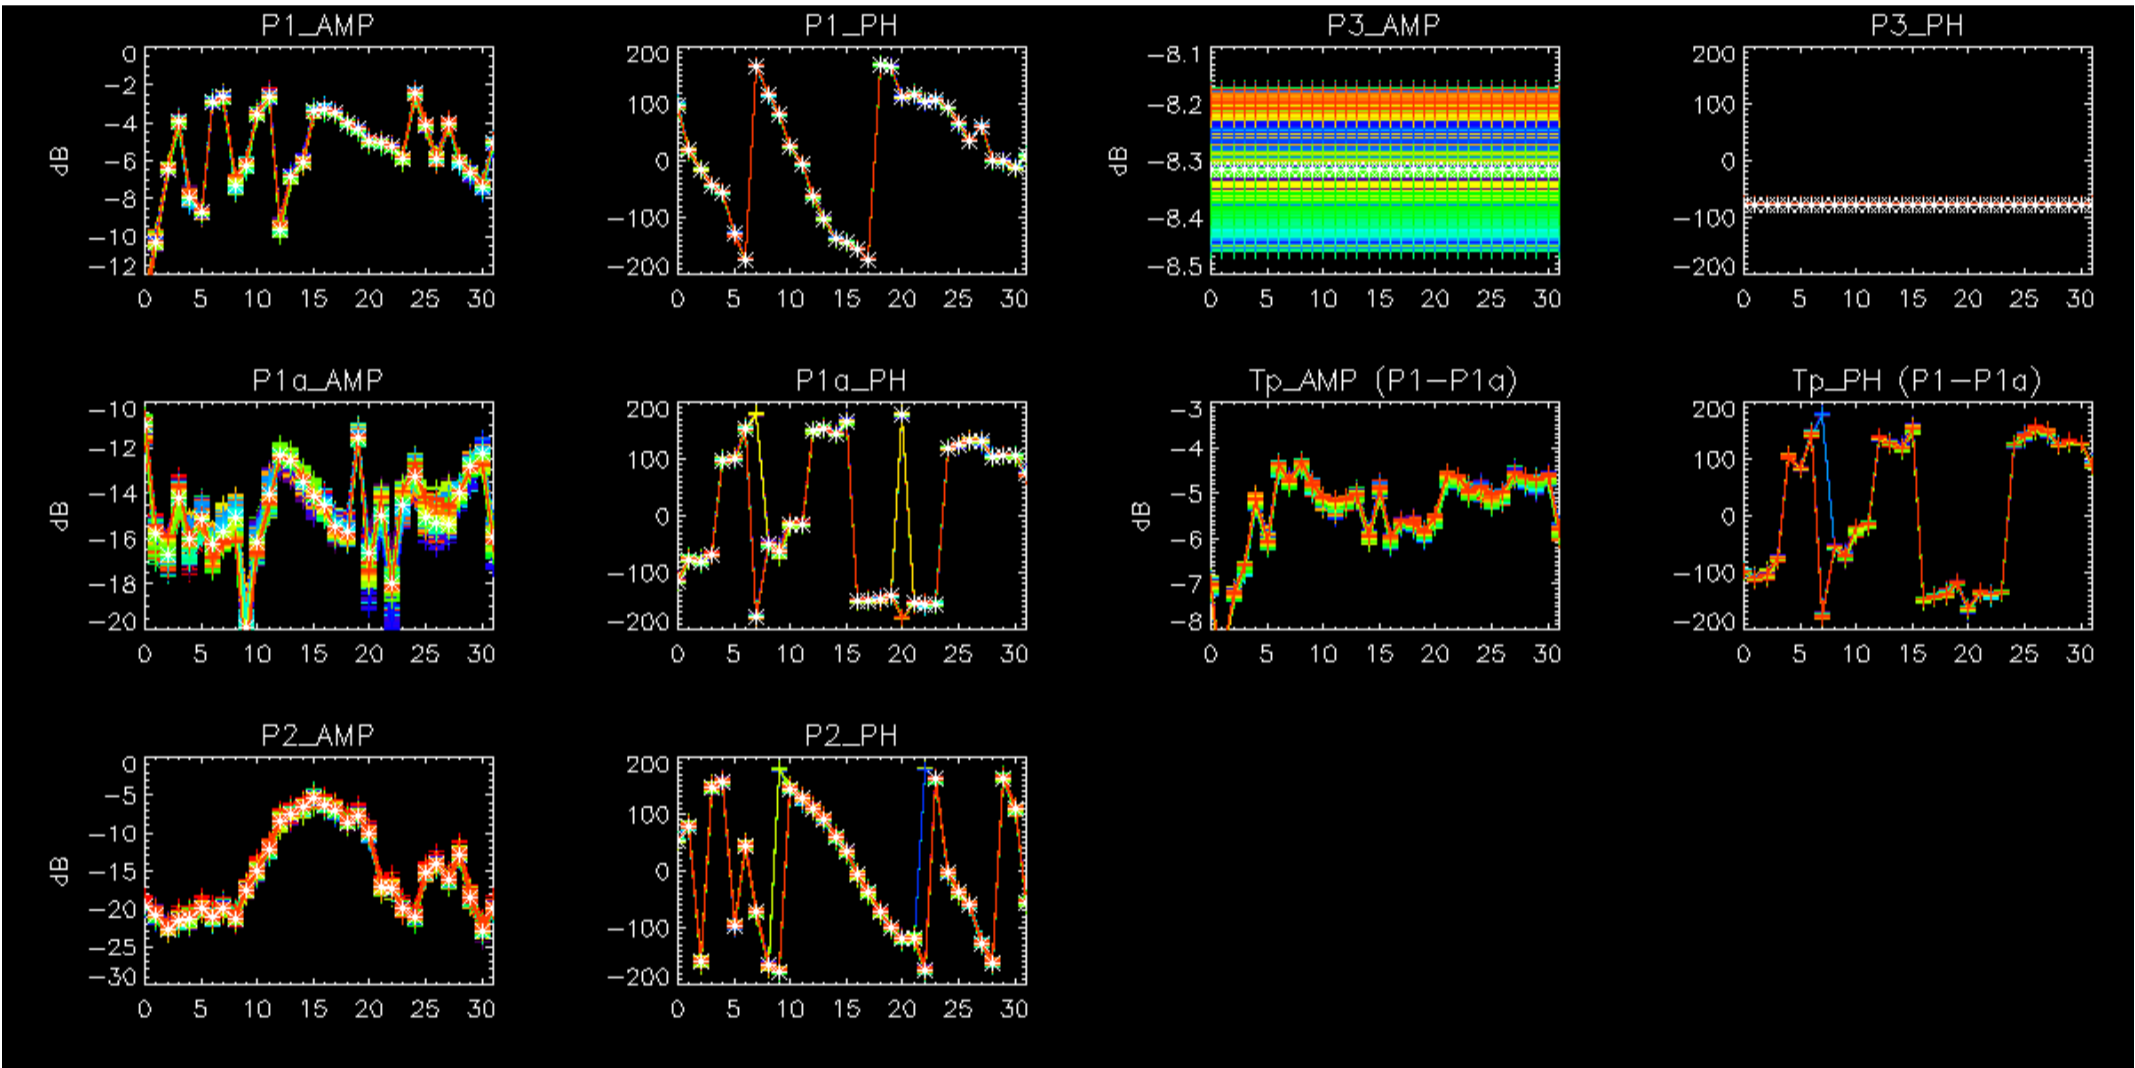 P1_AMP
0
−2
−4
−6
−8
−10
−12
dB
0 5 10 15 20 25 30
P1_PH
200
100
0
−100
−200
0 5 10 15 20 25 30
P3_AMP
−8.1
−8.2
−8.3
−8.4
−8.5
dB
0 5 10 15 20 25 30
P3_PH
200
100
0
−100
−200
0 5 10 15 20 25 30
P1a_AMP
−10
−12
−14
−16
−18
−20
dB
0 5 10 15 20 25 30
P1a_PH
200
100
0
−100
−200
0 5 10 15 20 25 30
Tp_AMP (P1−P1a)
−3
−4
−5
−6
−7
−8
dB
0 5 10 15 20 25 30
Tp_PH (P1−P1a)
200
100
0
−100
−200
0 5 10 15 20 25 30
P2_AMP
0
−5
−10
−15
−20
−25
−30
dB
0 5 10 15 20 25 30
P2_PH
200
100
0
−100
−200
0 5 10 15 20 25 30